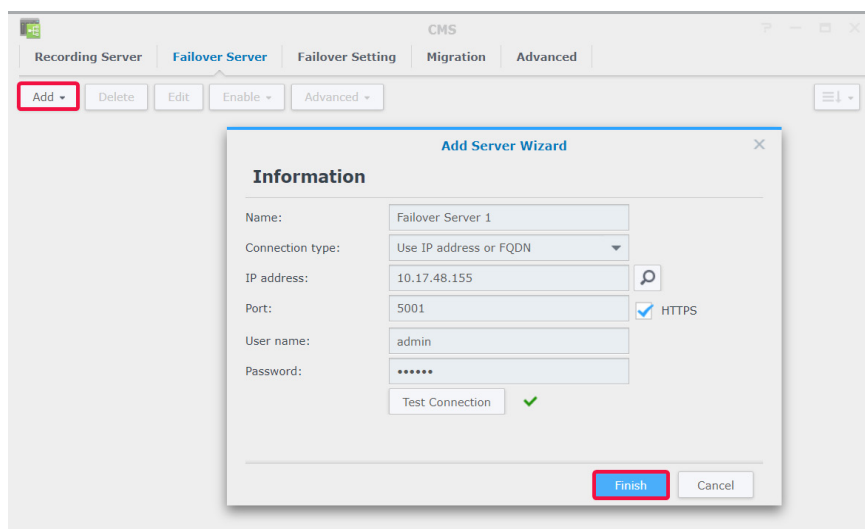 CMS
Recording Server Failover Server Failover Setting Migration Advanced
Add Delete Edit Enable Advanced
Add Server Wizard
Information
Name: Failover Server 1
Connection type: Use IP address or FQDN
IP address: 10.17.48.155
Port: 5001 HTTPS
User name: admin
Password: ••••••
Test Connection
Finish Cancel